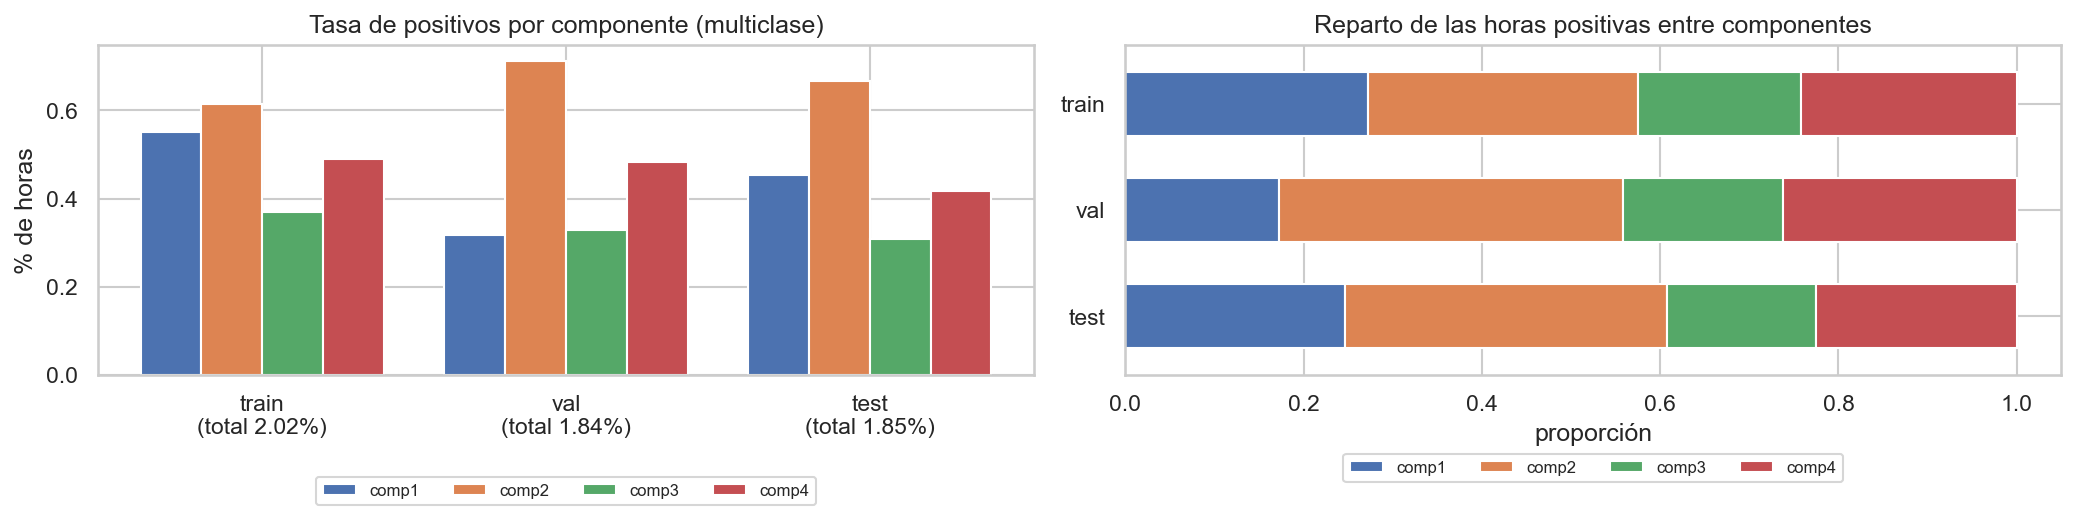 Tasa de positivos por componente (multiclase)
% de horas
0.6
0.4
0.2
0.0
train
(total 2.02%)
val
(total 1.84%)
test
(total 1.85%)
comp1
comp2
comp3
comp4
Reparto de las horas positivas entre componentes
train
val
test
0.0
0.2
0.4
0.6
0.8
1.0
proporción
comp1
comp2
comp3
comp4